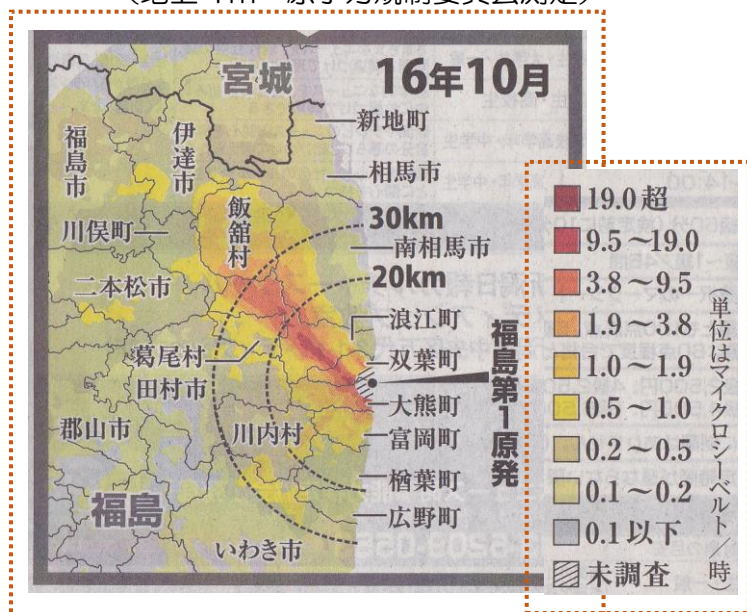 16年10月
宮城
新地町
伊達市
福島市
相馬市
飯舘村
30km
川俣町
南相馬市
20km
二本松市
浪江町
葛尾村
双葉町
福島第1原発
田村市
大熊町
郡山市
川内村
富岡町
楢葉町
福島
広野町
いわき市
19.0超
9.5〜19.0
3.8〜9.5
1.9〜3.8
1.0〜1.9
0.5〜1.0
0.2〜0.5
0.1〜0.2
0.1以下
未調査
(単位はマイクロシーベルト/時)